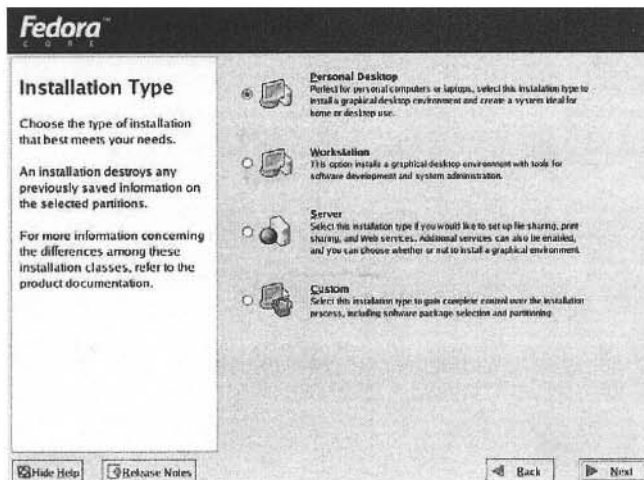 Fedora™
CORE
Installation Type
Choose the type of installation
that best meets your needs.
An installation destroys any
previously saved information on
the selected partitions.
For more information concerning
the differences among these
installation classes, refer to the
product documentation.
Personal Desktop
Perfect for personal computers or laptops, select this installation type to
install a graphical desktop environment and create a system ideal for
home or desktop use.
Workstation
This option installs a graphical desktop environment with tools for
software development and system administration.
Server
Select this installation type if you would like to set up file sharing, print
sharing, and Web services. Additional services can also be enabled,
and you can choose whether or not to install a graphical environment.
Custom
Select this installation type to gain complete control over the installation
process, including software package selection and partitioning.
Hide Help
Release Notes
Back
Next